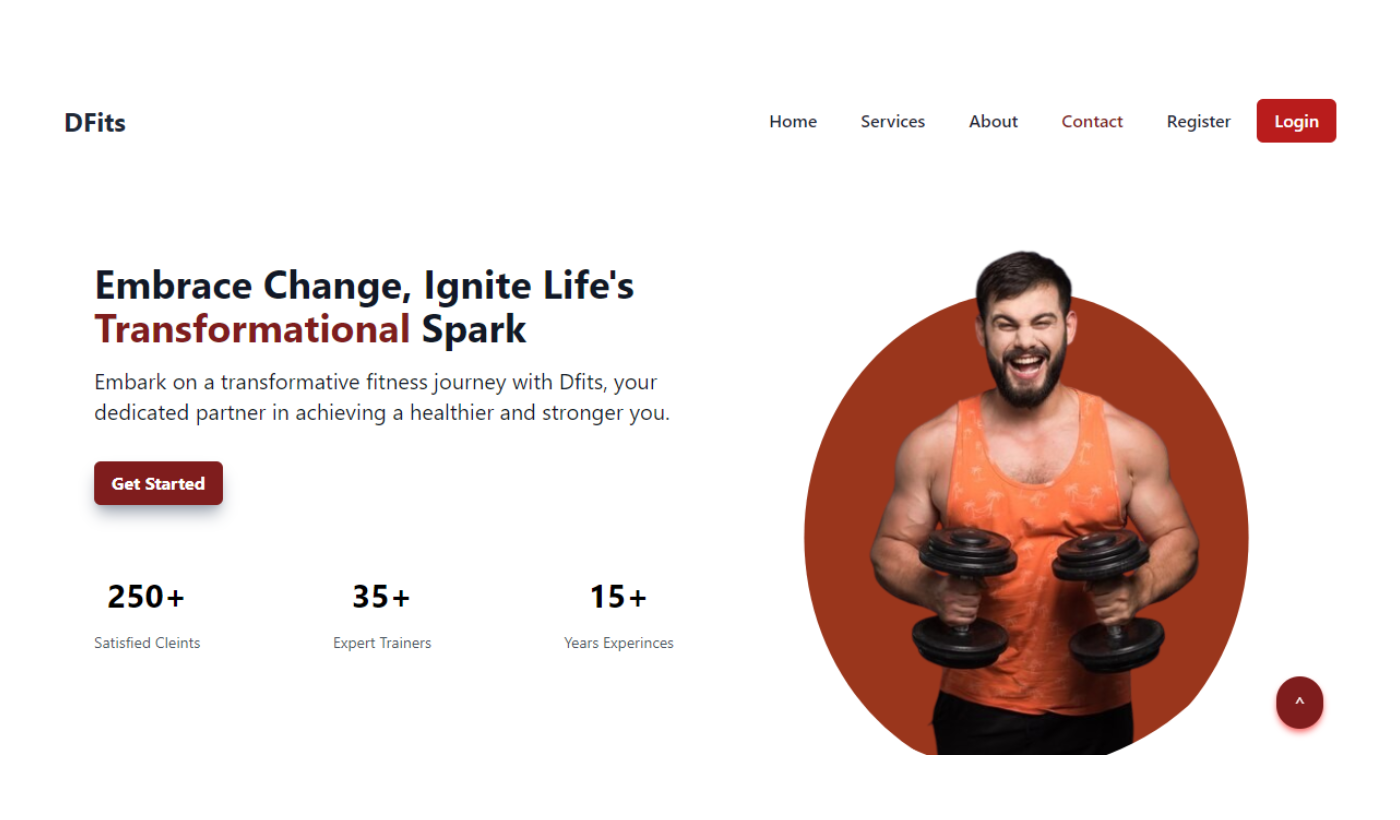 DFits
Home Services About Contact Register Login
Embrace Change, Ignite Life's
Transformational Spark
Embark on a transformative fitness journey with Dfits, your
dedicated partner in achieving a healthier and stronger you.
Get Started
250+ 35+ 15+
Satisfied Cleints Expert Trainers Years Experinces
^